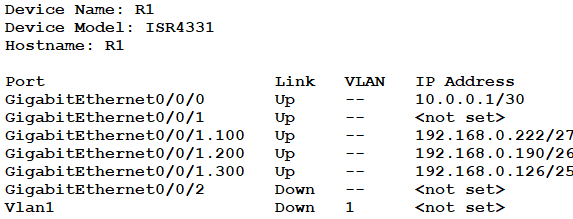 Device Name: R1
Device Model: ISR4331
Hostname: R1
Port Link VLAN IP Address
GigabitEthernet0/0/0 Up -- 10.0.0.1/30
GigabitEthernet0/0/1 Up -- <not set>
GigabitEthernet0/0/1.100 Up -- 192.168.0.222/27
GigabitEthernet0/0/1.200 Up -- 192.168.0.190/26
GigabitEthernet0/0/1.300 Up -- 192.168.0.126/25
GigabitEthernet0/0/2 Down -- <not set>
Vlan1 Down 1 <not set>